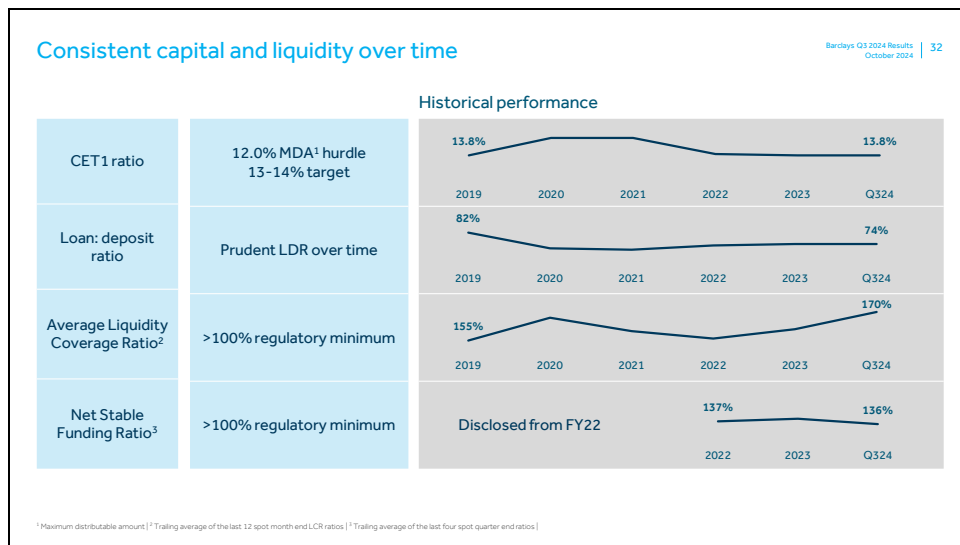 Consistent capital and liquidity over time
Barclays Q3 2024 Results
October 2024
32
Historical performance
CET1 ratio
12.0% MDA¹ hurdle
13-14% target
13.8%
13.8%
2019 2020 2021 2022 2023 Q324
Loan: deposit
ratio
Prudent LDR over time
82%
74%
2019 2020 2021 2022 2023 Q324
Average Liquidity
Coverage Ratio²
>100% regulatory minimum
155%
170%
2019 2020 2021 2022 2023 Q324
Net Stable
Funding Ratio³
>100% regulatory minimum
Disclosed from FY22
137%
136%
2022 2023 Q324
¹ Maximum distributable amount | ² Trailing average of the last 12 spot month end LCR ratios | ³ Trailing average of the last four spot quarter end ratios |